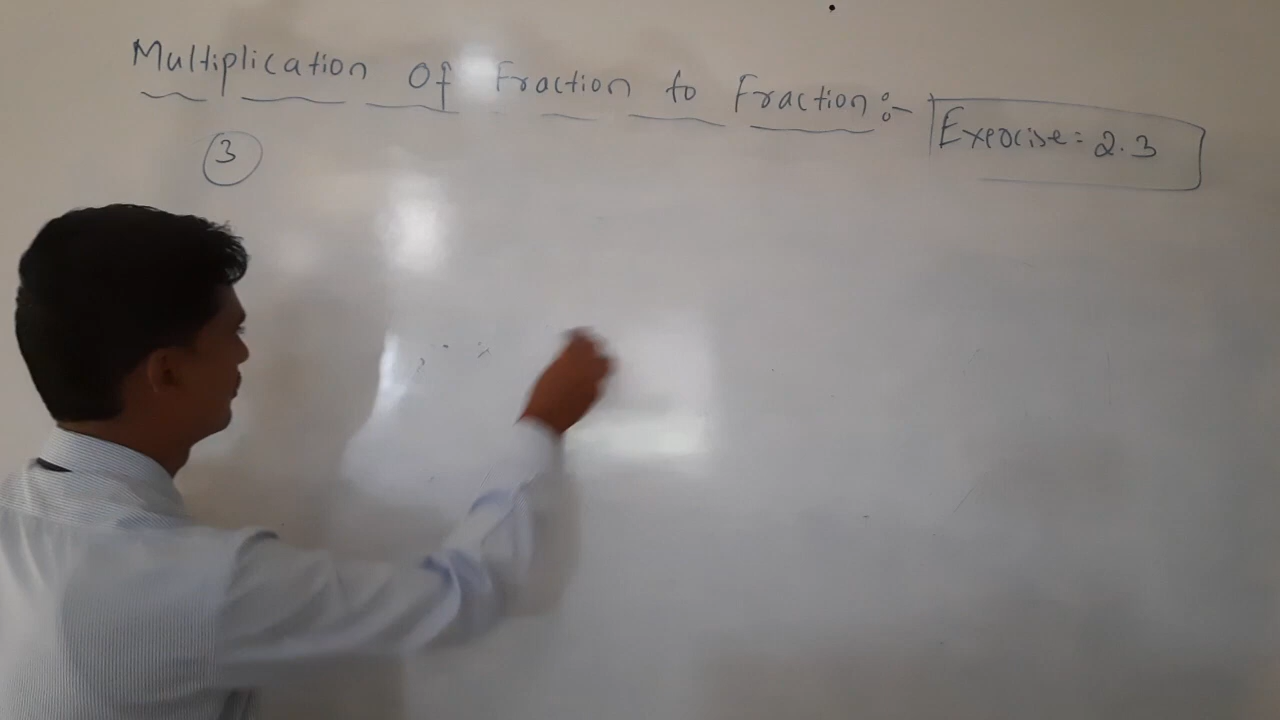 Multiplication Of Fraction to Fraction :-
Exercise = 2.3
3